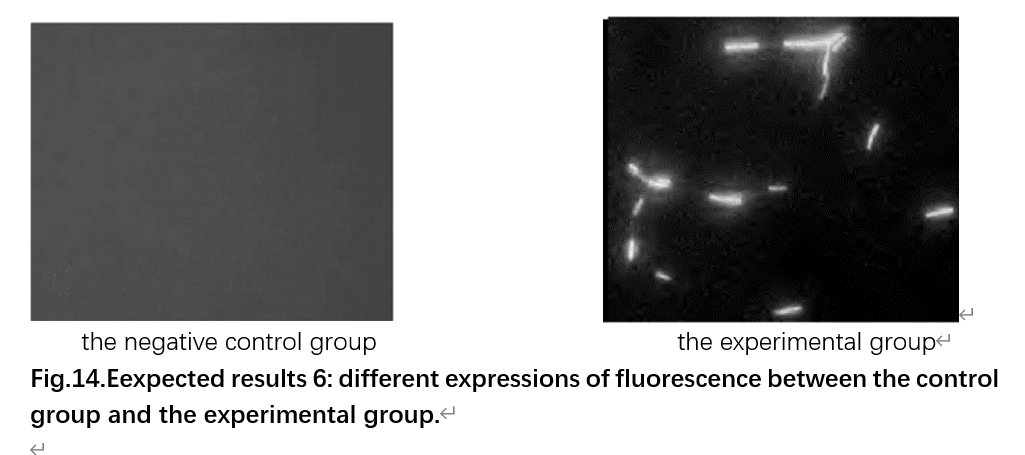 the negative control group
the experimental group
Fig.14.Eexpected results 6: different expressions of fluorescence between the control
group and the experimental group.